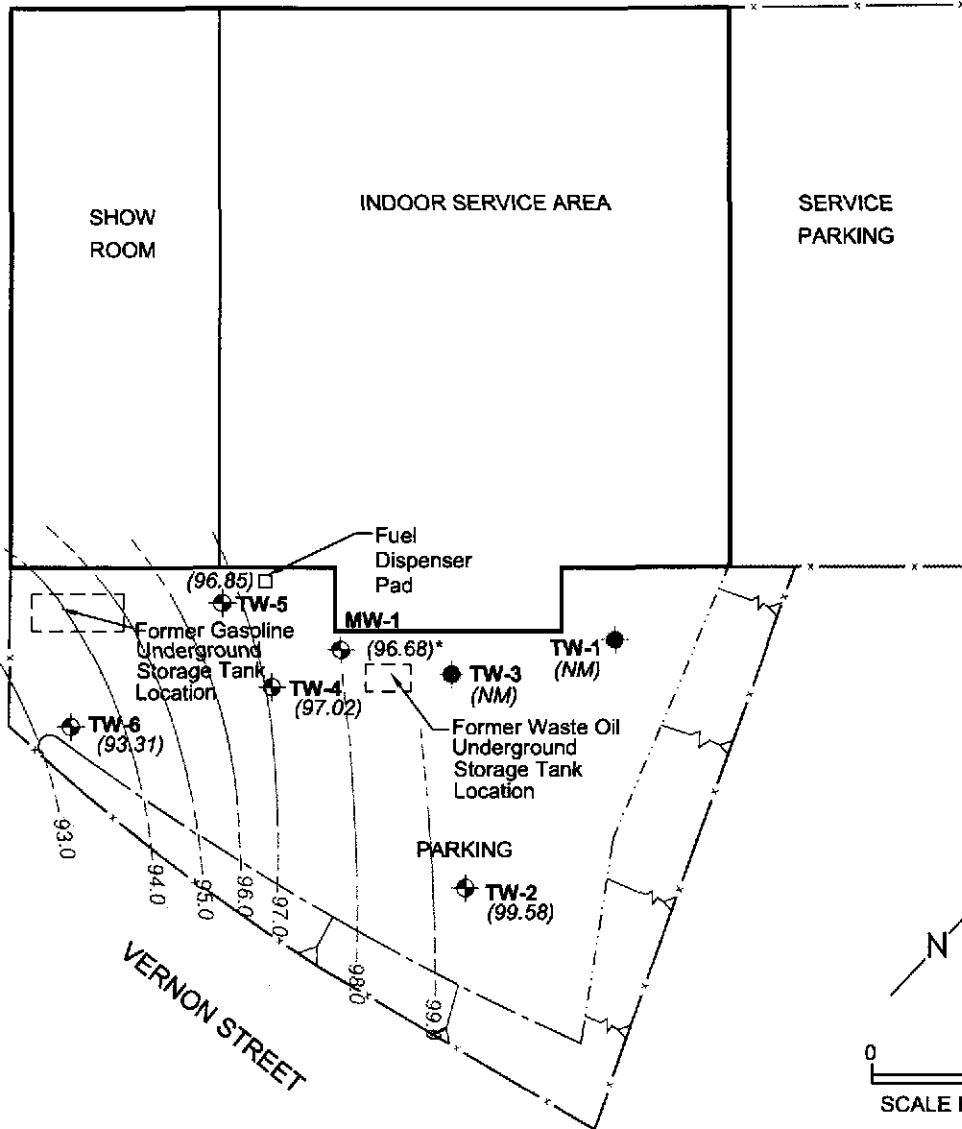 SHOW
ROOM
INDOOR SERVICE AREA
SERVICE
PARKING
Fuel
Dispenser
Pad
(96.85)
TW-5
MW-1
(96.68)*
Former Gasoline
Underground
Storage Tank
Location
TW-1
(NM)
TW-3
(NM)
TW-4
(97.02)
TW-6
(93.31)
Former Waste Oil
Underground
Storage Tank
Location
PARKING
TW-2
(99.58)
93.0
94.0
95.0
96.0
97.0
98.0
VERNON STREET
N
0